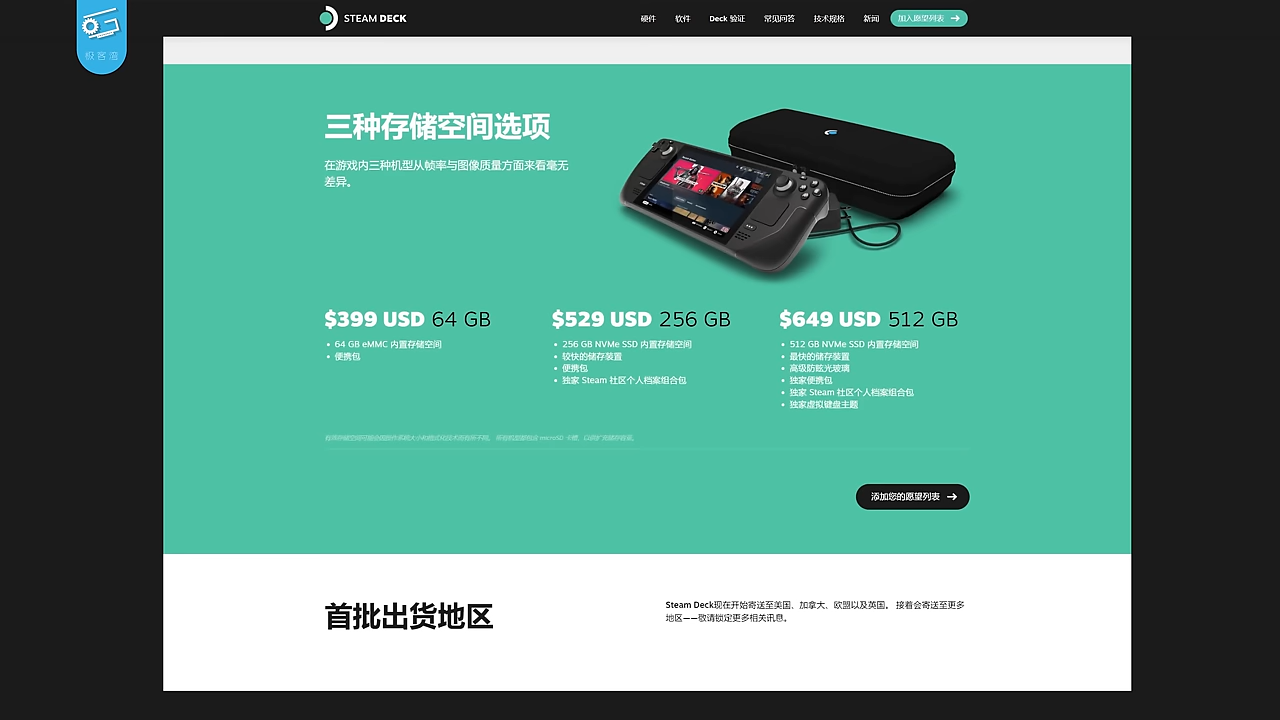 极客湾
STEAM DECK
硬件 软件 Deck 验证 常见问答 技术规格 新闻 加入愿望列表
三种存储空间选项
在游戏内三种机型从帧率与图像质量方面来看毫无
差异。
$399 USD 64 GB
64 GB eMMC 内置存储空间
便携包
$529 USD 256 GB
256 GB NVMe SSD 内置存储空间
较快的储存装置
便携包
独家 Steam 社区个人档案组合包
$649 USD 512 GB
512 GB NVMe SSD 内置存储空间
最快的储存装置
高级防眩光玻璃
独家便携包
独家 Steam 社区个人档案组合包
独家虚拟键盘主题
添加您的愿望列表
首批出货地区
Steam Deck现在开始寄送至美国、加拿大、欧盟以及英国。 接着会寄送至更多
地区——敬请锁定更多相关讯息。